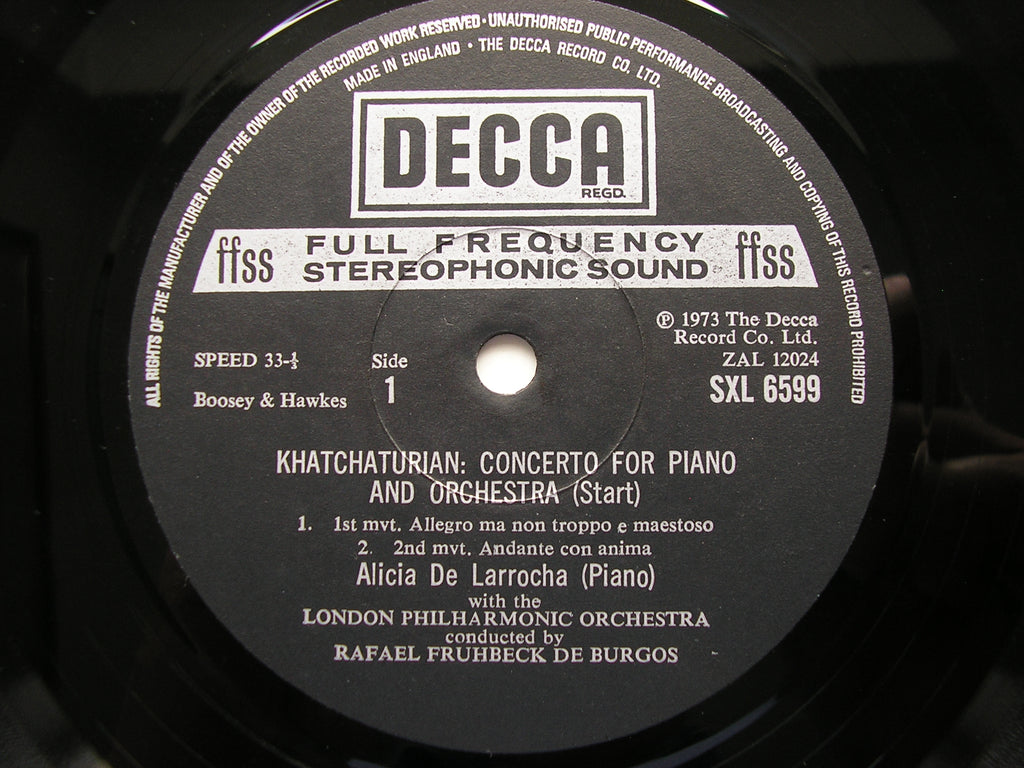 ALL RIGHTS OF THE MANUFACTURER AND OF THE OWNER OF THE RECORDED WORK RESERVED · UNAUTHORISED PUBLIC PERFORMANCE BROADCASTING AND COPYING OF THIS RECORD PROHIBITED
MADE IN ENGLAND · THE DECCA RECORD CO. LTD.
DECCA
REGD.
ffss FULL FREQUENCY ffss
STEREOPHONIC SOUND
℗ 1973 The Decca
Record Co. Ltd.
SPEED 33-⅓ Side ZAL 12024
Boosey & Hawkes 1 SXL 6599
KHATCHATURIAN: CONCERTO FOR PIANO
AND ORCHESTRA (Start)
1. 1st mvt. Allegro ma non troppo e maestoso
2. 2nd mvt. Andante con anima
Alicia De Larrocha (Piano)
with the
LONDON PHILHARMONIC ORCHESTRA
conducted by
RAFAEL FRUHBECK DE BURGOS